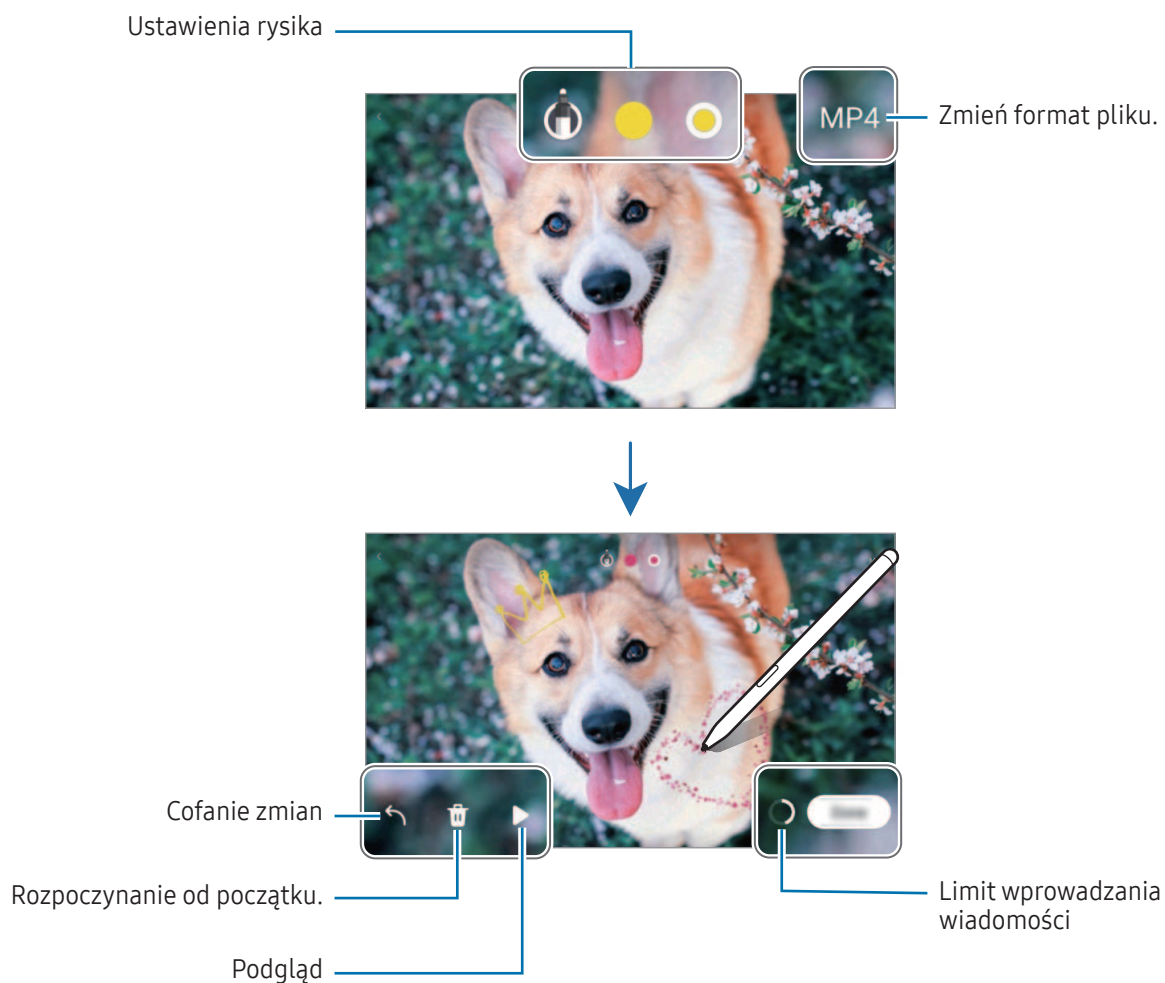 Ustawienia rysika
MP4
Zmień format pliku.
Cofanie zmian
Rozpoczynanie od początku.
Podgląd
Limit wprowadzania
wiadomości